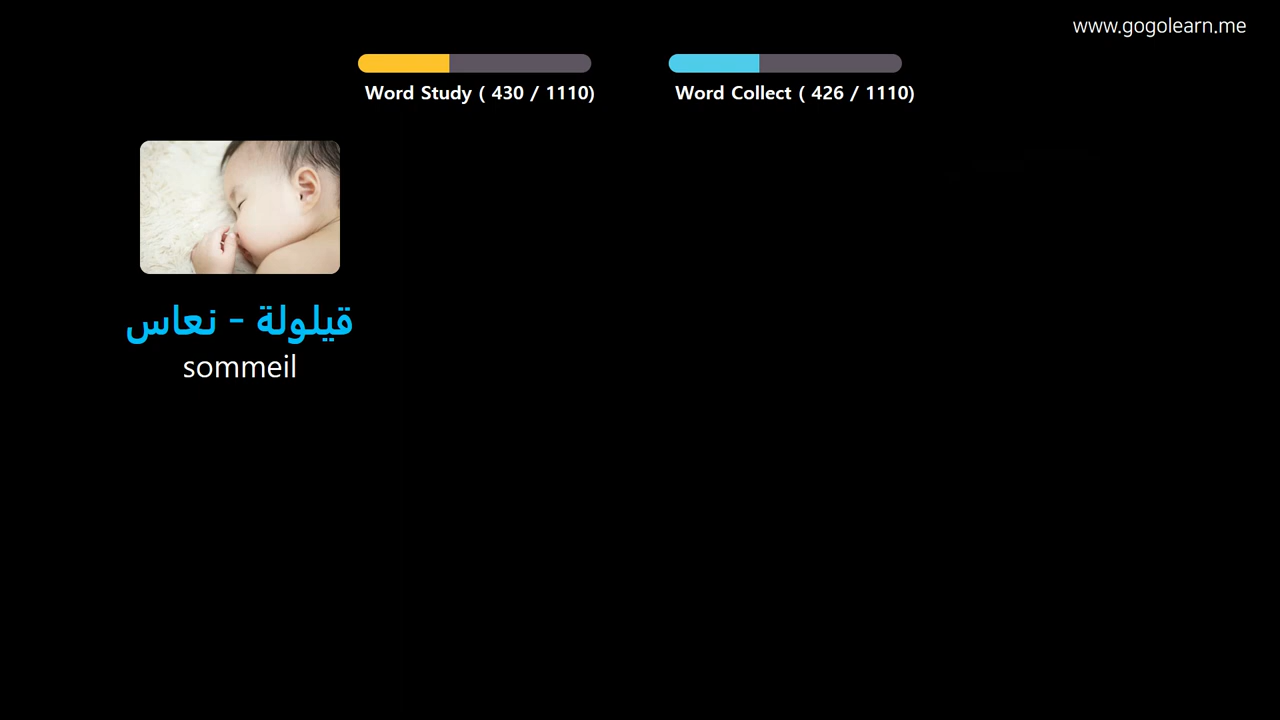 www.gogolearn.me
Word Study ( 430 / 1110)
Word Collect ( 426 / 1110)
قيلولة - نعاس
sommeil